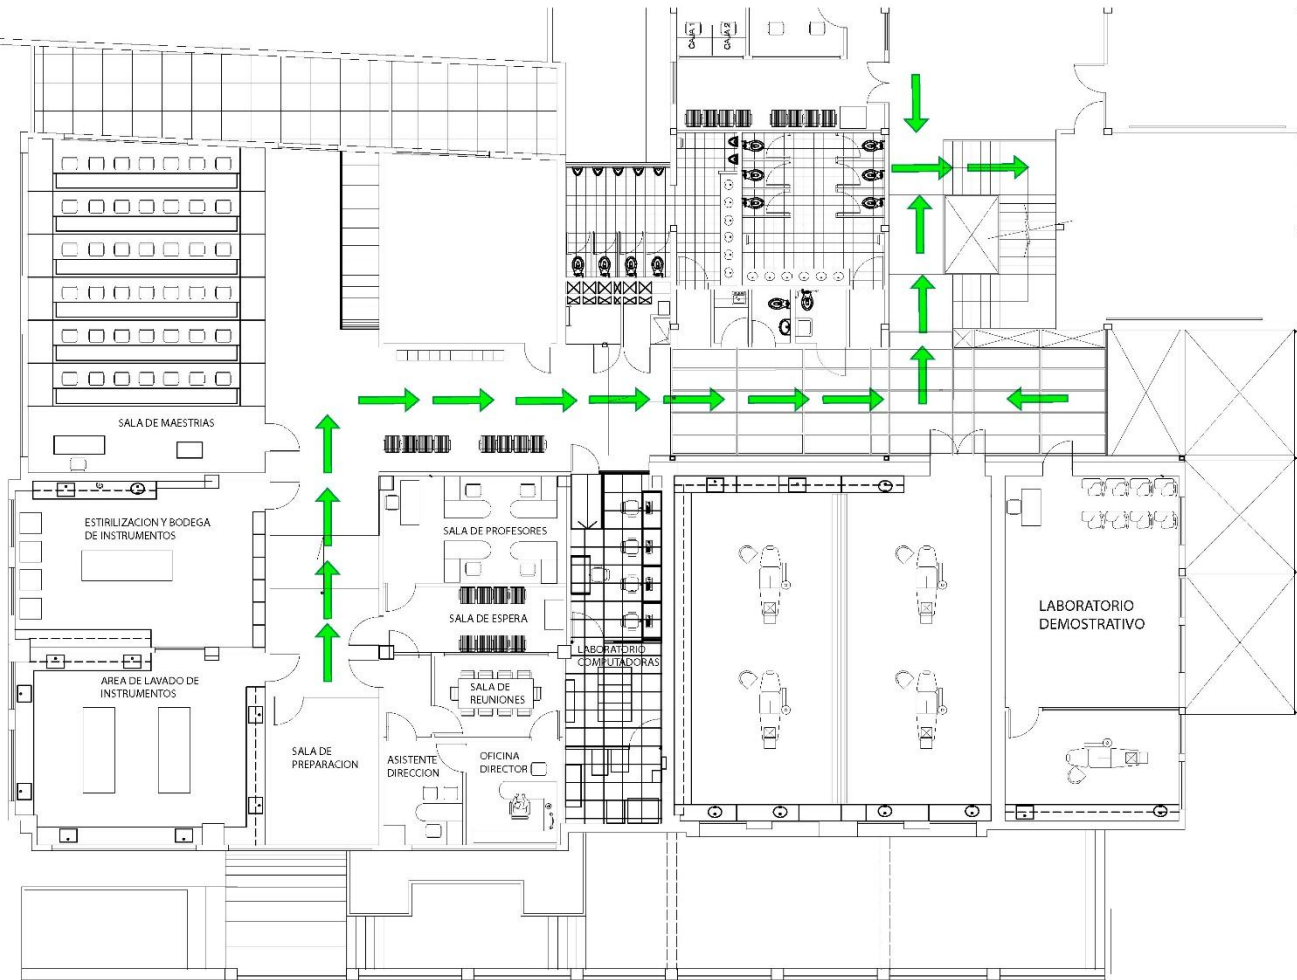 CAJA 1
CAJA 2
SALA DE MAESTRIAS
ESTIRILIZACION Y BODEGA
DE INSTRUMENTOS
SALA DE PROFESORES
SALA DE ESPERA
LABORATORIO
COMPUTADORAS
LABORATORIO
DEMOSTRATIVO
AREA DE LAVADO DE
INSTRUMENTOS
SALA DE
REUNIONES
SALA DE
PREPARACION
ASISTENTE
DIRECCION
OFICINA
DIRECTOR